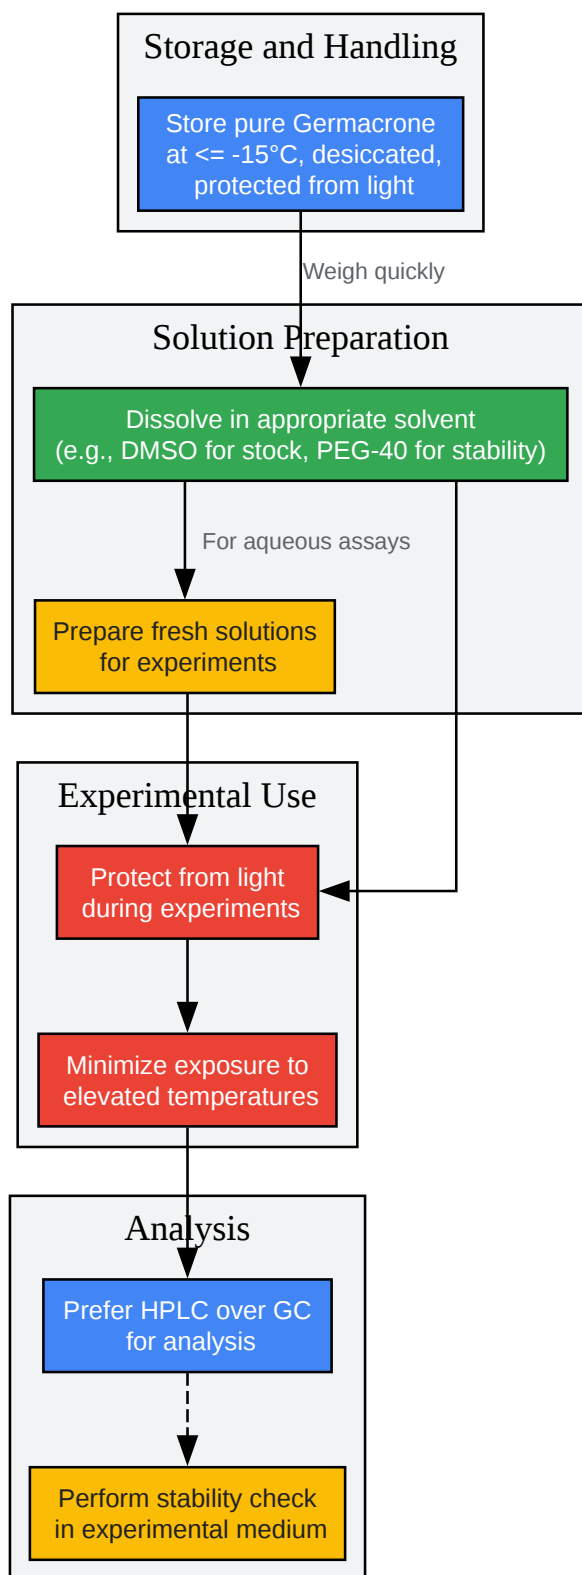 Storage and Handling
Store pure Germacrone
at <= -15°C, desiccated,
protected from light
Weigh quickly
Solution Preparation
Dissolve in appropriate solvent
(e.g., DMSO for stock, PEG-40 for stability)
For aqueous assays
Prepare fresh solutions
for experiments
Experimental Use
Protect from light
during experiments
Minimize exposure to
elevated temperatures
Analysis
Prefer HPLC over GC
for analysis
Perform stability check
in experimental medium